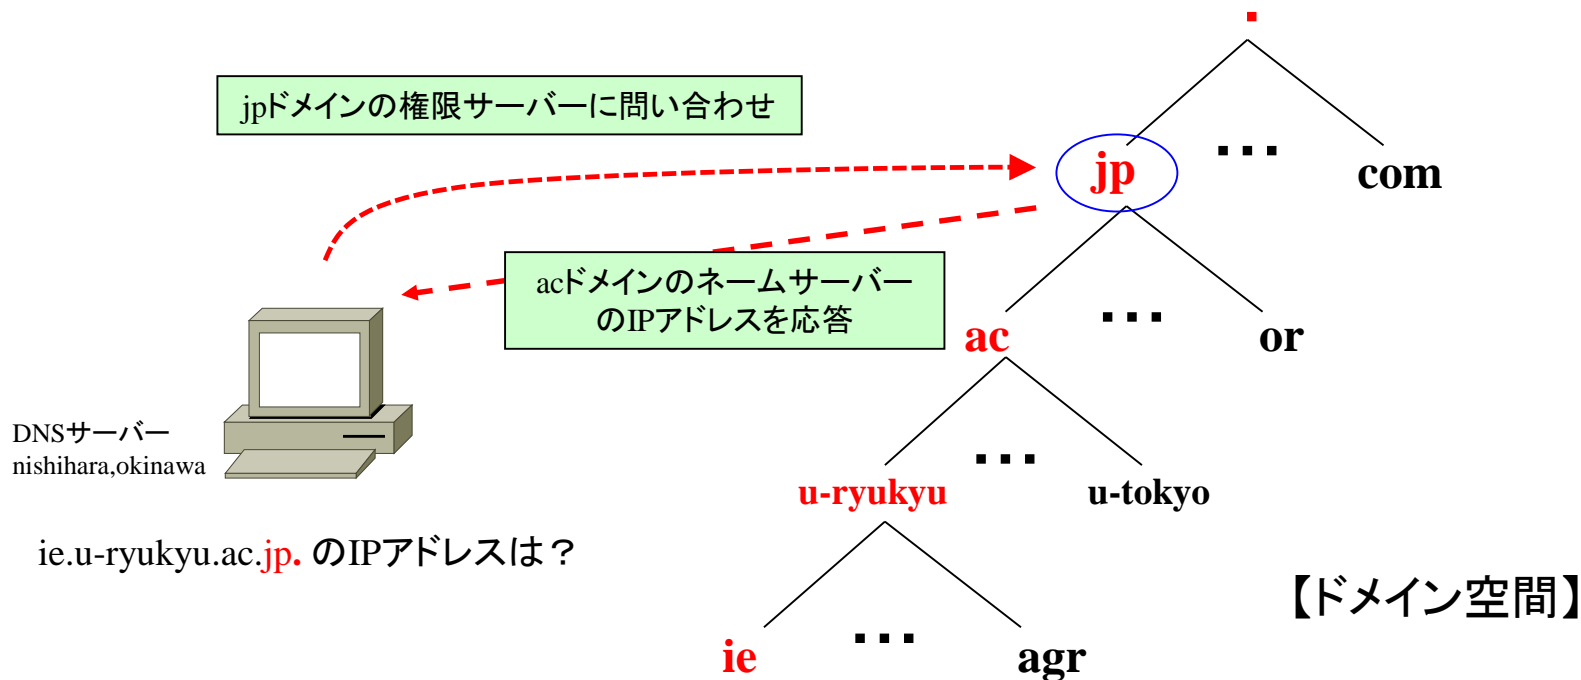 .
jpドメインの権限サーバーに問い合わせ
jp
…
com
acドメインのネームサーバー
のIPアドレスを応答
ac
…
or
DNSサーバー
nishihara,okinawa
u-ryukyu
…
u-tokyo
ie.u-ryukyu.ac.jp. のIPアドレスは？
【ドメイン空間】
ie
…
agr